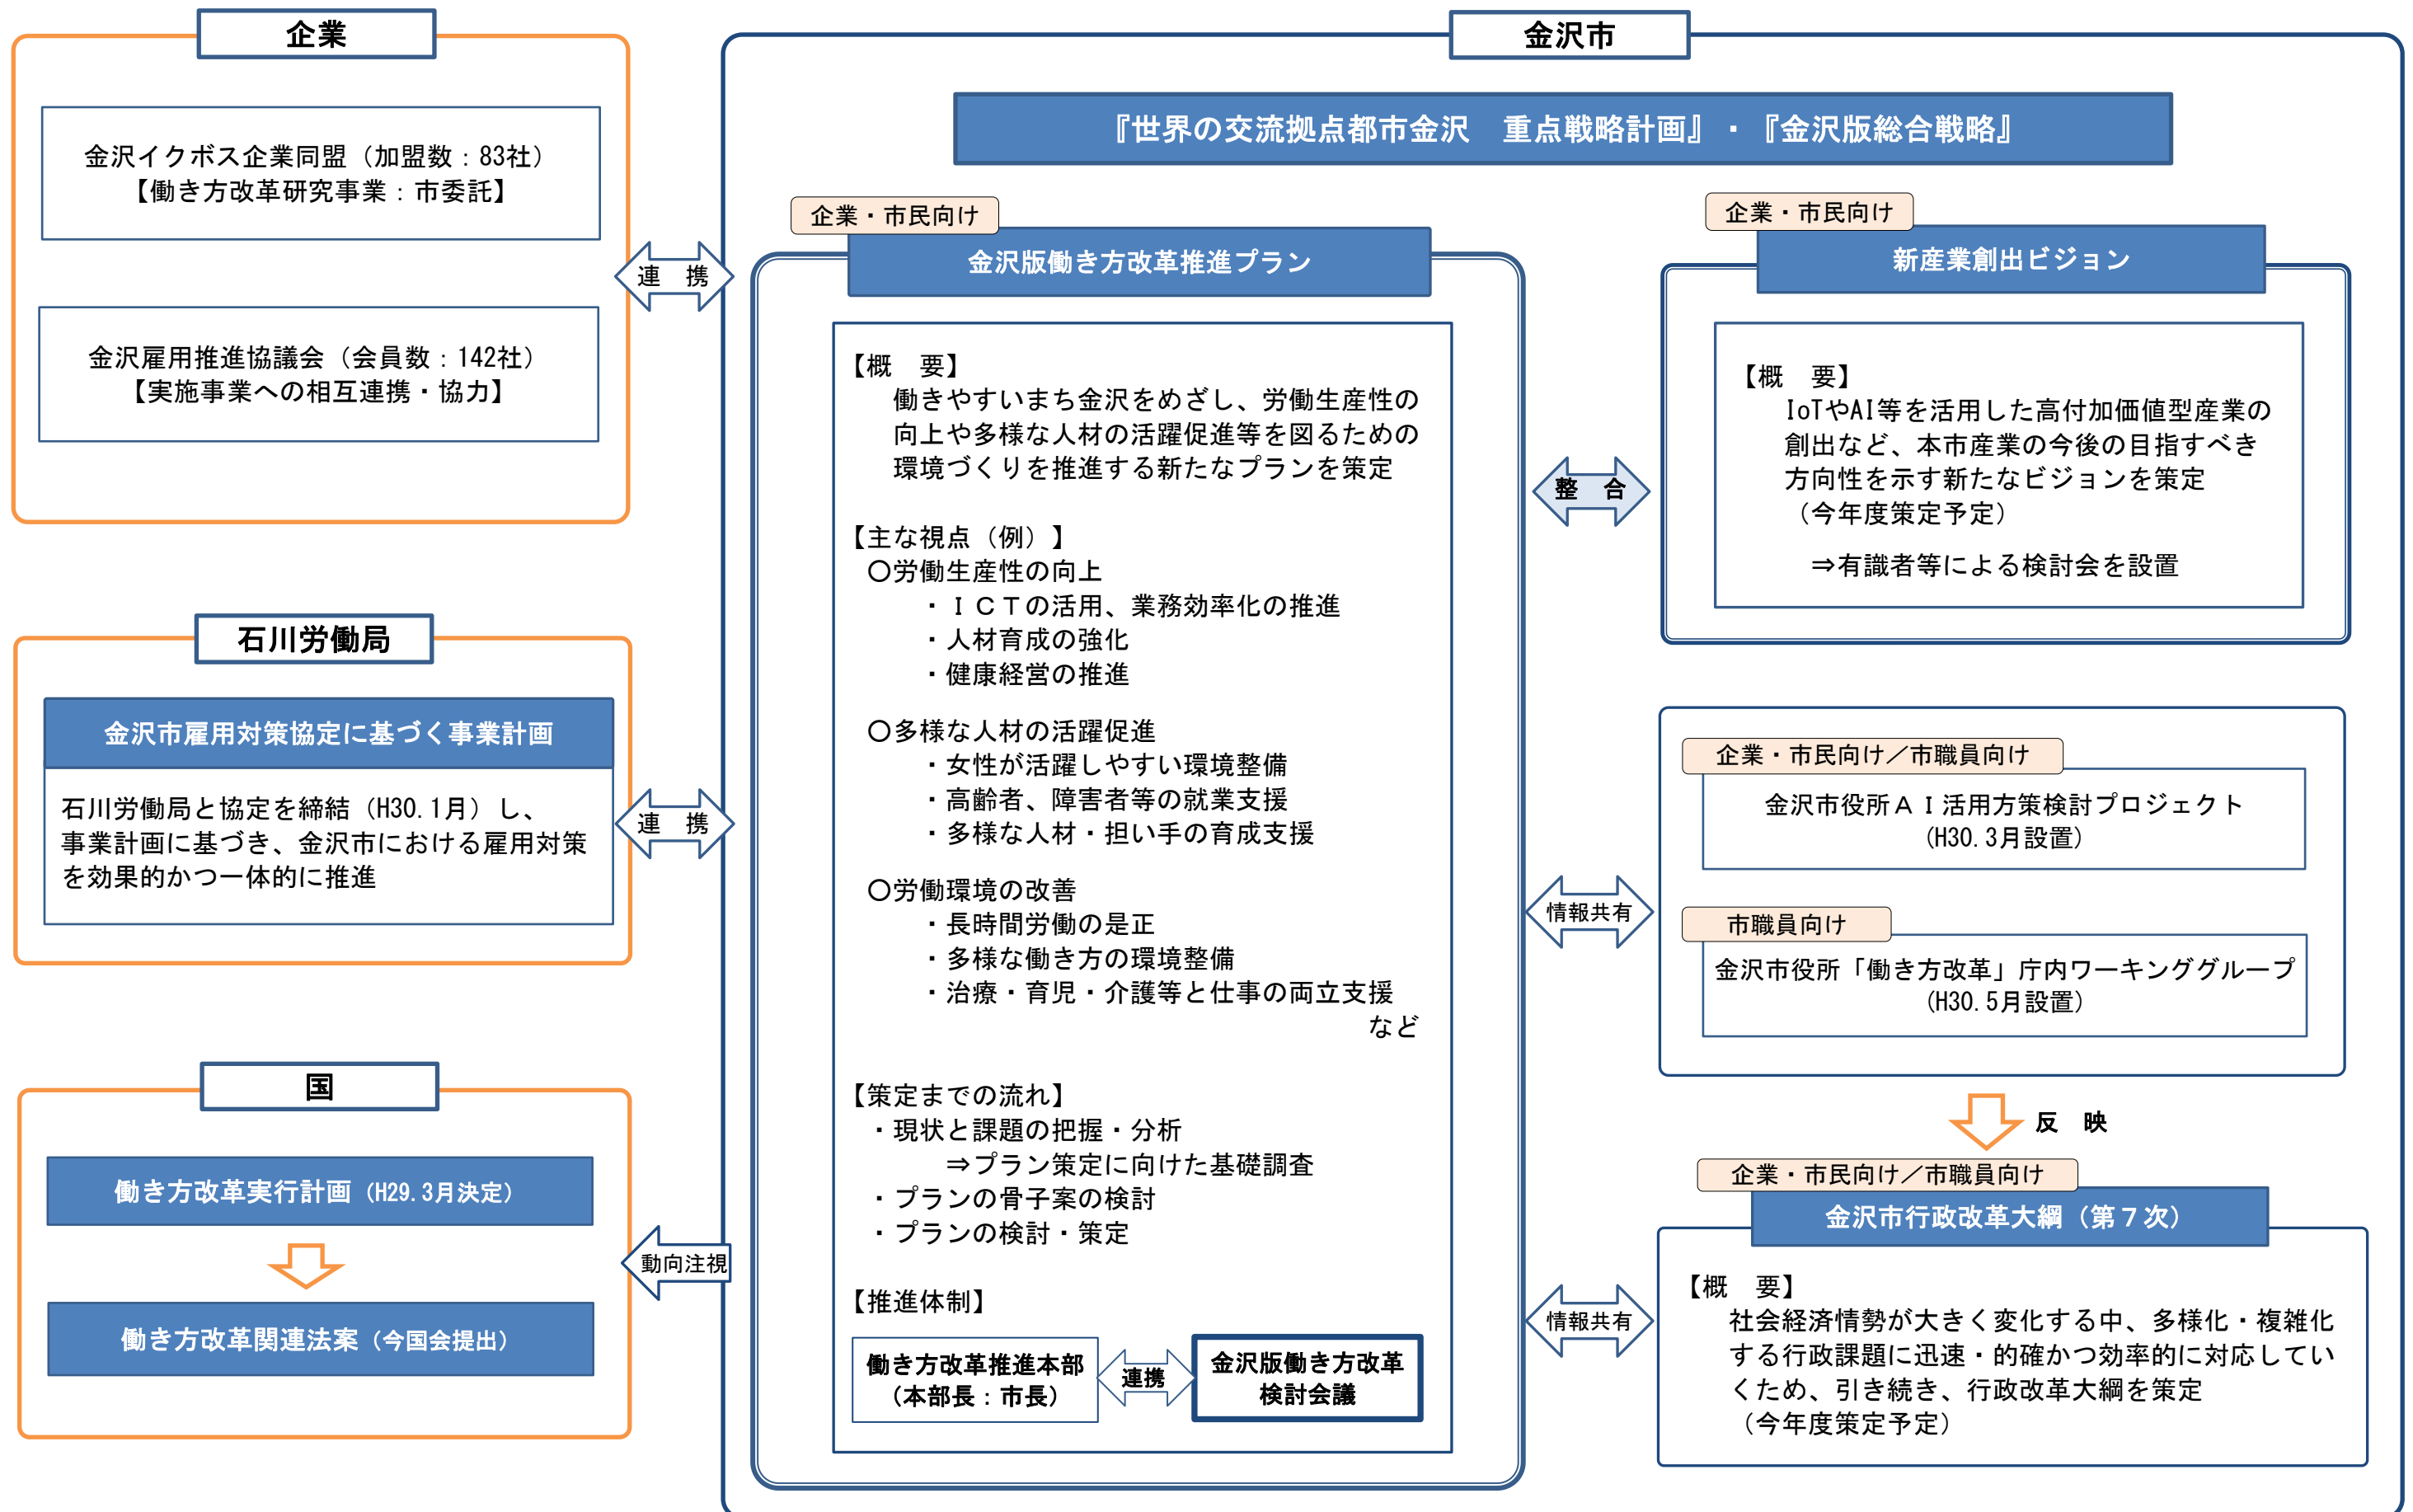 企業
金沢イクボス企業同盟（加盟数：83社）
【働き方改革研究事業：市委託】
金沢雇用推進協議会（会員数：142社）
【実施事業への相互連携・協力】
連　携
石川労働局
金沢市雇用対策協定に基づく事業計画
石川労働局と協定を締結（H30.1月）し、
事業計画に基づき、金沢市における雇用対策
を効果的かつ一体的に推進
連　携
国
働き方改革実行計画（H29.3月決定）
働き方改革関連法案（今国会提出）
動向注視
金沢市
『世界の交流拠点都市金沢　重点戦略計画』・『金沢版総合戦略』
企業・市民向け
金沢版働き方改革推進プラン
【概　要】
働きやすいまち金沢をめざし、労働生産性の
向上や多様な人材の活躍促進等を図るための
環境づくりを推進する新たなプランを策定
【主な視点（例）】
〇労働生産性の向上
・ＩＣＴの活用、業務効率化の推進
・人材育成の強化
・健康経営の推進
〇多様な人材の活躍促進
・女性が活躍しやすい環境整備
・高齢者、障害者等の就業支援
・多様な人材・担い手の育成支援
〇労働環境の改善
・長時間労働の是正
・多様な働き方の環境整備
・治療・育児・介護等と仕事の両立支援
など
【策定までの流れ】
・現状と課題の把握・分析
⇒プラン策定に向けた基礎調査
・プランの骨子案の検討
・プランの検討・策定
【推進体制】
働き方改革推進本部
（本部長：市長）
連携
金沢版働き方改革
検討会議
整　合
情報共有
情報共有
企業・市民向け
新産業創出ビジョン
【概　要】
IoTやAI等を活用した高付加価値型産業の
創出など、本市産業の今後の目指すべき
方向性を示す新たなビジョンを策定
（今年度策定予定）
⇒有識者等による検討会を設置
企業・市民向け／市職員向け
金沢市役所ＡＩ活用方策検討プロジェクト
（H30.3月設置）
市職員向け
金沢市役所「働き方改革」庁内ワーキンググループ
（H30.5月設置）
反　映
企業・市民向け／市職員向け
金沢市行政改革大綱（第７次）
【概　要】
社会経済情勢が大きく変化する中、多様化・複雑化
する行政課題に迅速・的確かつ効率的に対応してい
くため、引き続き、行政改革大綱を策定
（今年度策定予定）